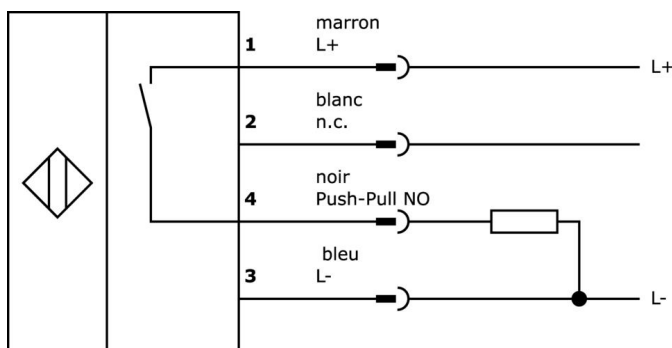 marron
1 L+
L+
blanc
2 n.c.
noir
4 Push-Pull NO
bleu
3 L-
L-